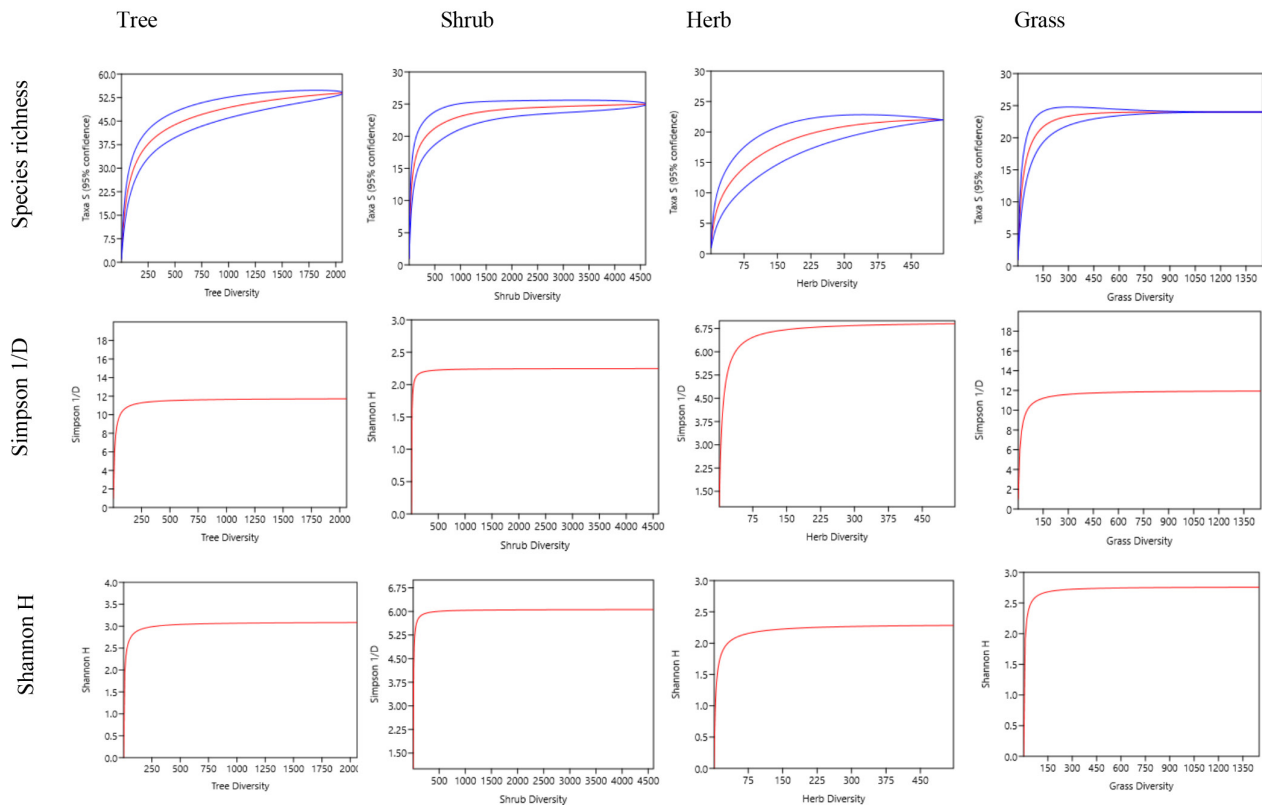 Tree Shrub Herb Grass
Species richness
Taxa S (95% confidence)
60.0
52.5
45.0
37.5
30.0
22.5
15.0
7.5
0.0
250 500 750 1000 1250 1500 1750 2000
Tree Diversity
Taxa S (95% confidence)
30
25
20
15
10
5
0
500 1000 1500 2000 2500 3000 3500 4000 4500
Shrub Diversity
Taxa S (95% confidence)
30
25
20
15
10
5
0
75 150 225 300 375 450
Herb Diversity
Taxa S (95% confidence)
30
25
20
15
10
5
0
150 300 450 600 750 900 1050 1200 1350
Grass Diversity
Simpson 1/D
Simpson 1/D
18
16
14
12
10
8
6
4
2
0
250 500 750 1000 1250 1500 1750 2000
Tree Diversity
Shannon H
3.0
2.5
2.0
1.5
1.0
0.5
0.0
500 1000 1500 2000 2500 3000 3500 4000 4500
Shrub Diversity
Simpson 1/D
6.75
6.00
5.25
4.50
3.75
3.00
2.25
1.50
75 150 225 300 375 450
Herb Diversity
Simpson 1/D
18
16
14
12
10
8
6
4
2
0
150 300 450 600 750 900 1050 1200 1350
Grass Diversity
Shannon H
Shannon H
4.0
3.5
3.0
2.5
2.0
1.5
1.0
0.5
0.0
250 500 750 1000 1250 1500 1750 2000
Tree Diversity
Simpson 1/D
6.75
6.00
5.25
4.50
3.75
3.00
2.25
1.50
500 1000 1500 2000 2500 3000 3500 4000 4500
Shrub Diversity
Shannon H
3.0
2.5
2.0
1.5
1.0
0.5
0.0
75 150 225 300 375 450
Herb Diversity
Shannon H
3.0
2.5
2.0
1.5
1.0
0.5
0.0
150 300 450 600 750 900 1050 1200 1350
Grass Diversity